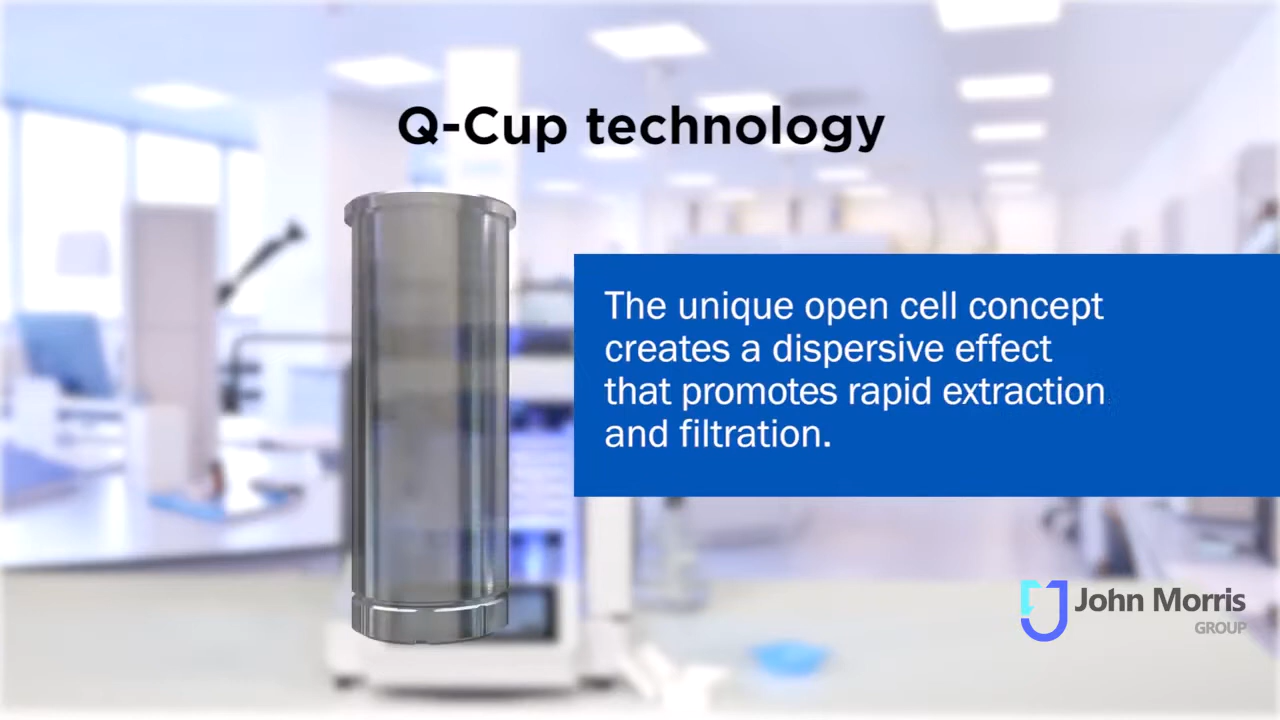 Q-Cup technology
The unique open cell concept
creates a dispersive effect
that promotes rapid extraction
and filtration.
John Morris
GROUP